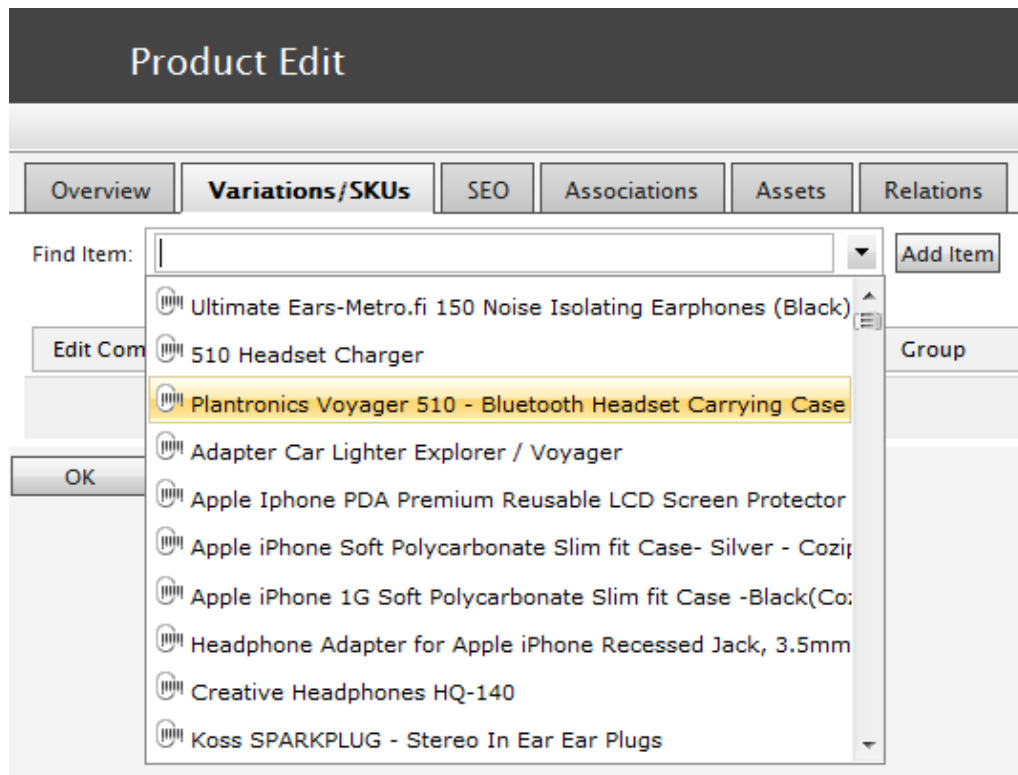 Product Edit
Overview Variations/SKUs SEO Associations Assets Relations
Find Item: Add Item
Ultimate Ears-Metro.fi 150 Noise Isolating Earphones (Black)
Edit Com 510 Headset Charger Group
Plantronics Voyager 510 - Bluetooth Headset Carrying Case
Adapter Car Lighter Explorer / Voyager
OK
Apple Iphone PDA Premium Reusable LCD Screen Protector
Apple iPhone Soft Polycarbonate Slim fit Case- Silver - Cozip
Apple iPhone 1G Soft Polycarbonate Slim fit Case -Black(Coz
Headphone Adapter for Apple iPhone Recessed Jack, 3.5mm
Creative Headphones HQ-140
Koss SPARKPLUG - Stereo In Ear Ear Plugs